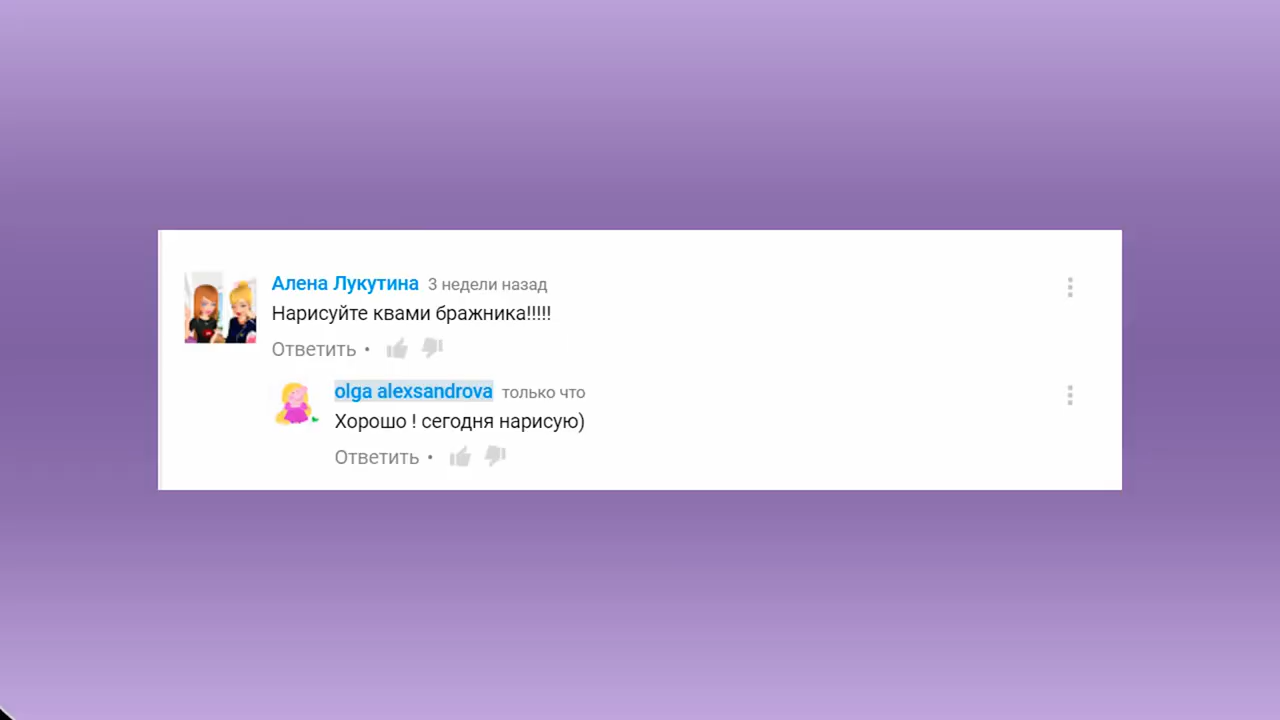 Алена Лукутина 3 недели назад
Нарисуйте квами бражника!!!!!
Ответить •
olga alexsandrova только что
Хорошо ! сегодня нарисую)
Ответить •